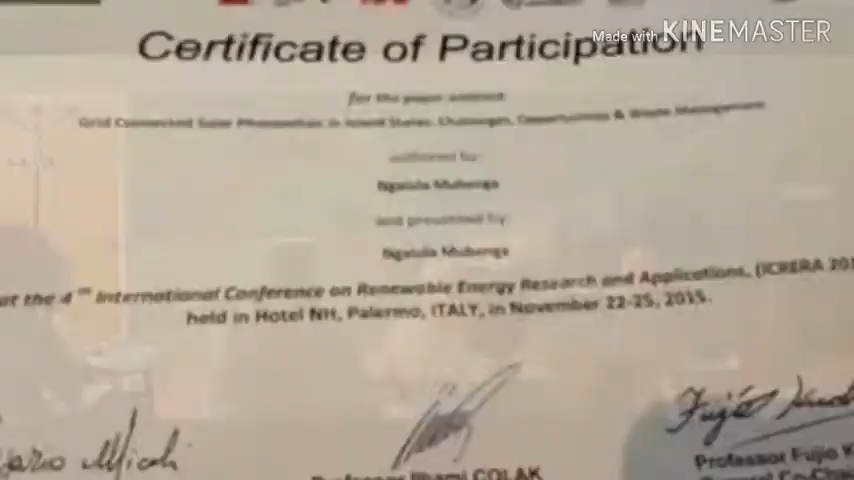 Made with KINEMASTER
Certificate of Participation
for the paper entitled
Grid Connected Solar Photovoltaic in Island States: Challenges, Opportunities & Waste Management
authored by:
Ngalula Mubenga
and presented by:
Ngalula Mubenga
at the 4th International Conference on Renewable Energy Research and Applications, (ICRERA 201
held in Hotel NH, Palermo, ITALY, in November 22-25, 2015.
Professor Ilhami COLAK
Professor Fujio K
General Co-Chai